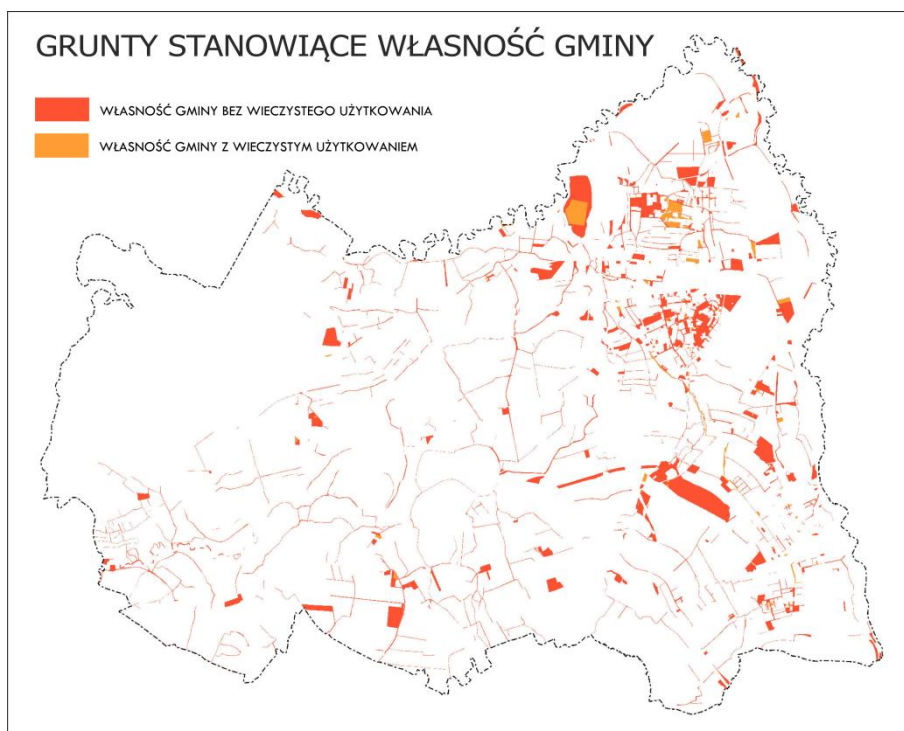 GRUNTY STANOWIĄCE WŁASNOŚĆ GMINY
WŁASNOŚĆ GMINY BEZ WIECZYSTEGO UŻYTKOWANIA
WŁASNOŚĆ GMINY Z WIECZYSTYM UŻYTKOWANIEM